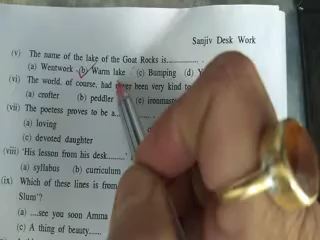 Sanjiv Desk Work
(v) The name of the lake of the Goat Rocks is...............
(a) Wentwork (b) Warm lake (c) Bumping (d)
(vi) The world, of course, had never been very kind to
(a) crofter (b) peddler (c) ironmaster
(vii) The poetess proves to be a...
(a) loving
(c) devoted daughter
(viii) 'His lesson from his desk.........
(a) syllabus (b) curriculum
(ix) Which of these lines is from
Slum'?
(a) ....see you soon Amma
(c) A thing of beauty......